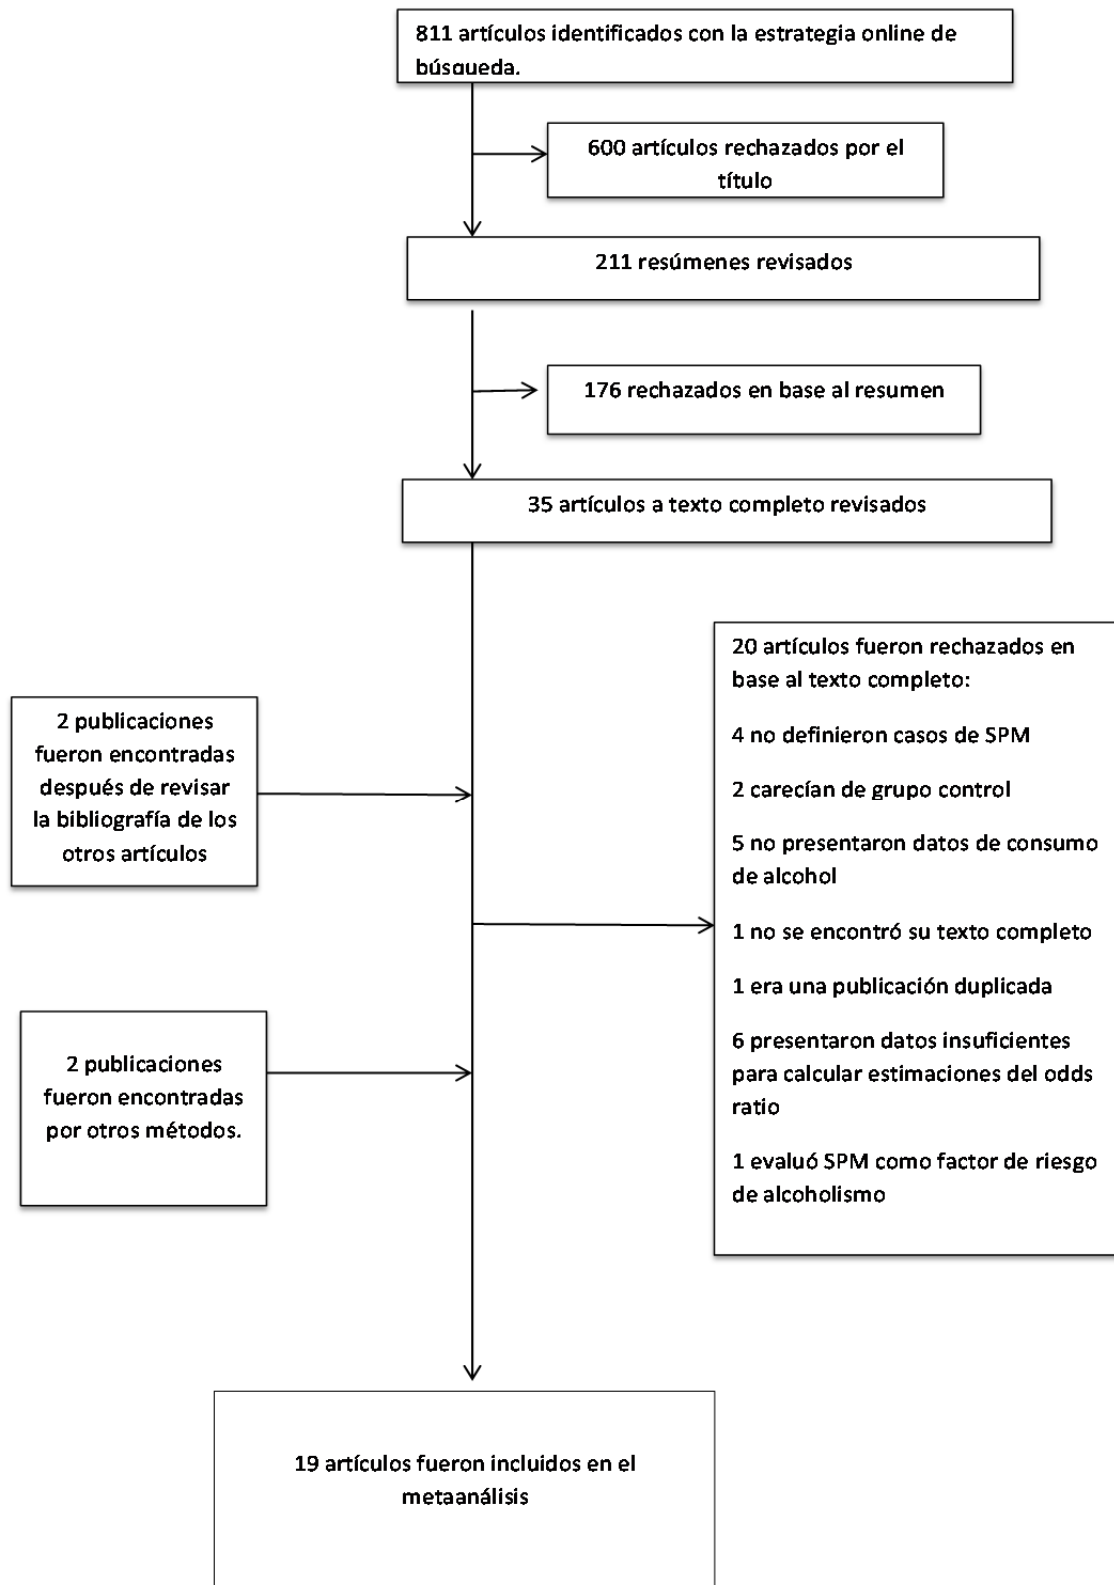 811 artículos identificados con la estrategia online de
búsqueda.
600 artículos rechazados por el
título
211 resúmenes revisados
176 rechazados en base al resumen
35 artículos a texto completo revisados
20 artículos fueron rechazados en
base al texto completo:
4 no definieron casos de SPM
2 carecían de grupo control
5 no presentaron datos de consumo
de alcohol
1 no se encontró su texto completo
1 era una publicación duplicada
6 presentaron datos insuficientes
para calcular estimaciones del odds
ratio
1 evaluó SPM como factor de riesgo
de alcoholismo
2 publicaciones
fueron encontradas
después de revisar
la bibliografía de los
otros artículos
2 publicaciones
fueron encontradas
por otros métodos.
19 artículos fueron incluidos en el
metaanálisis